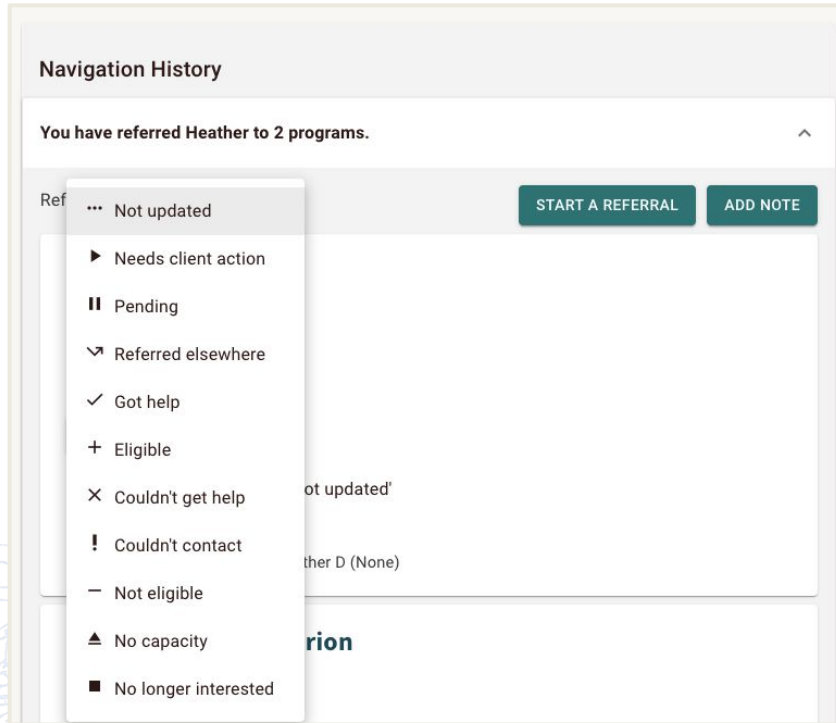 Navigation History
You have referred Heather to 2 programs.
Ref
START A REFERRAL
ADD NOTE
Not updated
Needs client action
Pending
Referred elsewhere
Got help
Eligible
Couldn't get help
ot updated'
Couldn't contact
ther D (None)
Not eligible
No capacity
rion
No longer interested